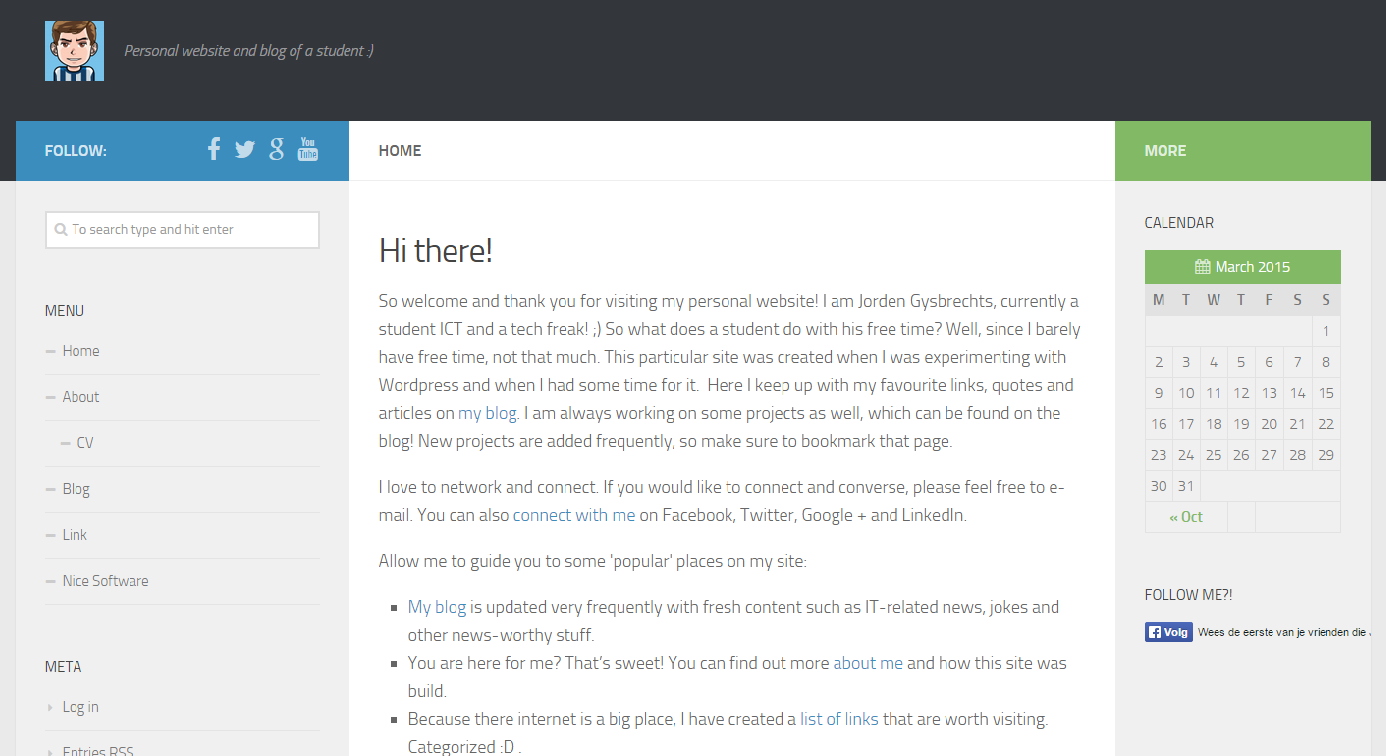 Personal website and blog of a student :)
FOLLOW:
You
Tube
HOME
MORE
To search type and hit enter
MENU
Home
About
CV
Blog
Link
Nice Software
META
Log in
Entries RSS
Hi there!
So welcome and thank you for visiting my personal website! I am Jorden Gysbrechts, currently a
student ICT and a tech freak! ;) So what does a student do with his free time? Well, since I barely
have free time, not that much. This particular site was created when I was experimenting with
Wordpress and when I had some time for it.  Here I keep up with my favourite links, quotes and
articles on my blog. I am always working on some projects as well, which can be found on the
blog! New projects are added frequently, so make sure to bookmark that page.
I love to network and connect. If you would like to connect and converse, please feel free to e-
mail. You can also connect with me on Facebook, Twitter, Google + and LinkedIn.
Allow me to guide you to some 'popular' places on my site:
My blog is updated very frequently with fresh content such as IT-related news, jokes and
other news-worthy stuff.
You are here for me? That's sweet! You can find out more about me and how this site was
build.
Because there internet is a big place, I have created a list of links that are worth visiting.
Categorized :D .
CALENDAR
March 2015
M T W T F S S
1
2 3 4 5 6 7 8
9 10 11 12 13 14 15
16 17 18 19 20 21 22
23 24 25 26 27 28 29
30 31
« Oct
FOLLOW ME?!
Volg Wees de eerste van je vrienden die